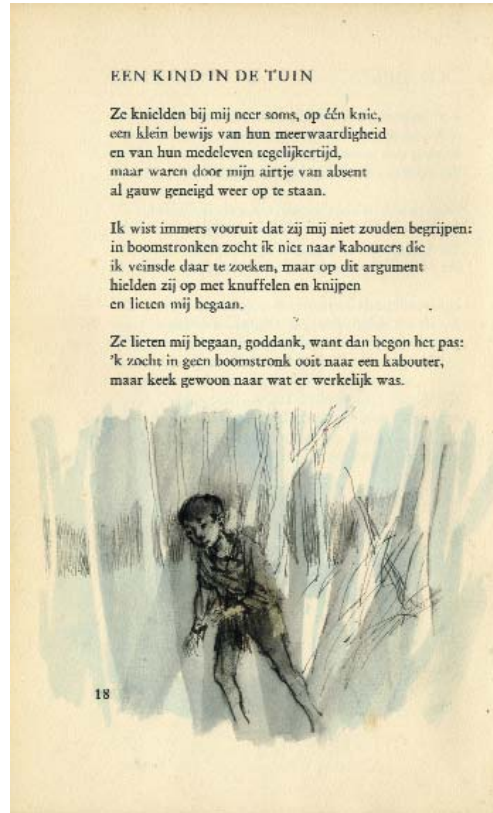 EEN KIND IN DE TUIN
Ze knielden bij mij neer soms, op één knie,
een klein bewijs van hun meerwaardigheid
en van hun medeleven tegelijkertijd,
maar waren door mijn airtje van absent
al gauw geneigd weer op te staan.
Ik wist immers vooruit dat zij mij niet zouden begrijpen:
in boomstronken zocht ik niet naar kabouters die
ik veinsde daar te zoeken, maar op dit argument
hielden zij op met knuffelen en knijpen
en lieten mij begaan.
Ze lieten mij begaan, goddank, want dan begon het pas:
'k zocht in geen boomstronk ooit naar een kabouter,
maar keek gewoon naar wat er werkelijk was.
18